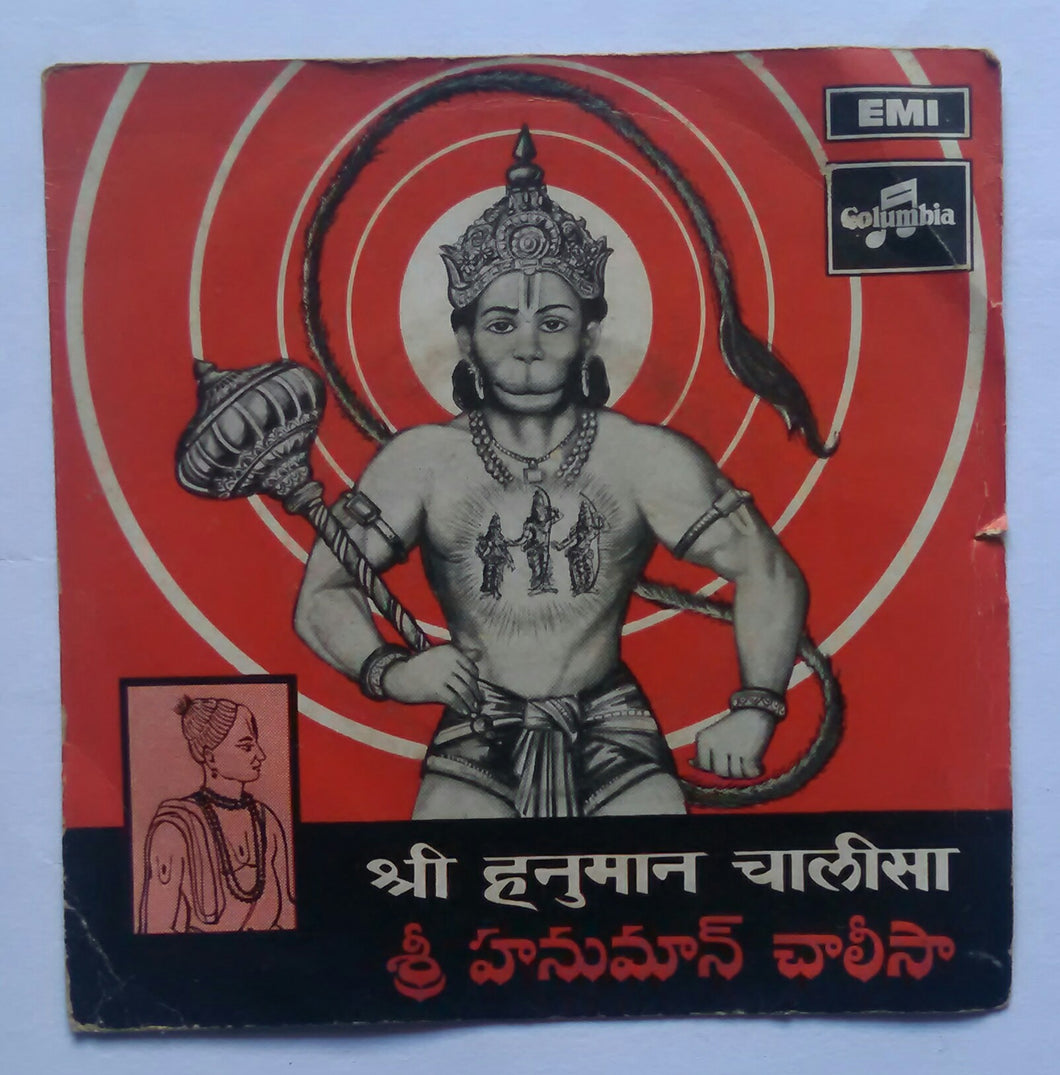 EMI
Columbia
श्री हनुमान चालीसा
శ్రీ హనుమాన్ చాలీసా